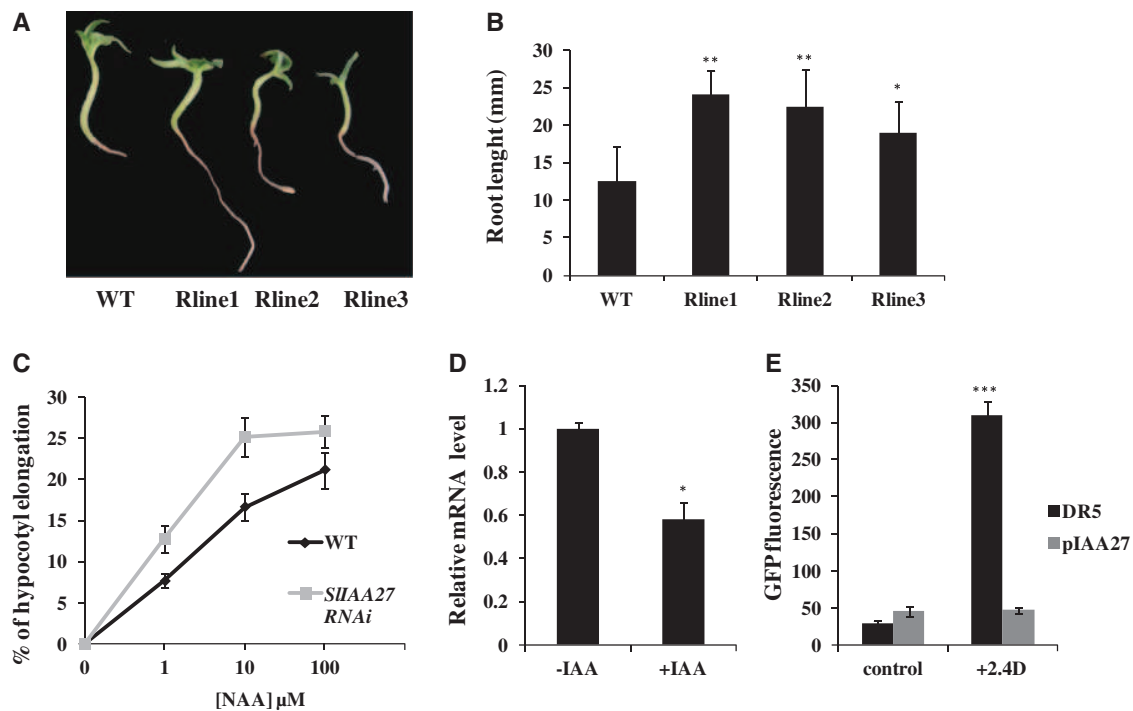 A
WT Rline1 Rline2 Rline3
B
Root lenght (mm)
30
25
20
15
10
5
0
** ** *
WT Rline1 Rline2 Rline3
C
% of hypocotyl elongation
30
25
20
15
10
5
0
WT
SlIAA27
RNAi
0 1 10 100
[NAA] µM
D
Relative mRNA level
1.2
1
0.8
0.6
0.4
0.2
0
*
-IAA +IAA
E
GFP fluorescence
350
300
250
200
150
100
50
0
***
DR5
pIAA27
control +2.4D